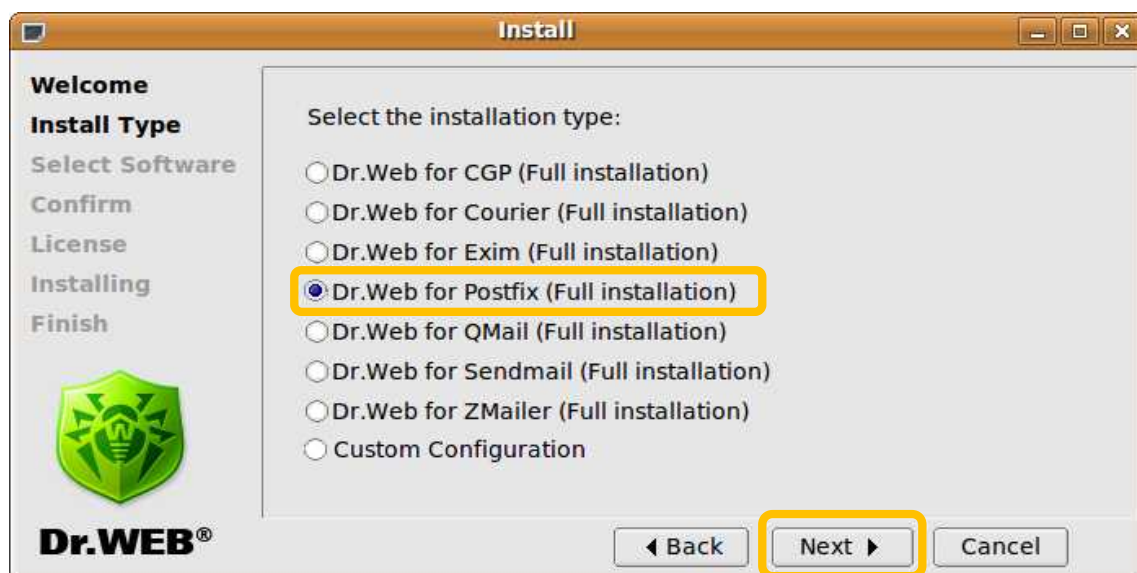 Install
Welcome
Install Type
Select Software
Confirm
License
Installing
Finish
Dr.WEB®
Select the installation type:
Dr.Web for CGP (Full installation)
Dr.Web for Courier (Full installation)
Dr.Web for Exim (Full installation)
Dr.Web for Postfix (Full installation)
Dr.Web for QMail (Full installation)
Dr.Web for Sendmail (Full installation)
Dr.Web for ZMailer (Full installation)
Custom Configuration
Back Next Cancel